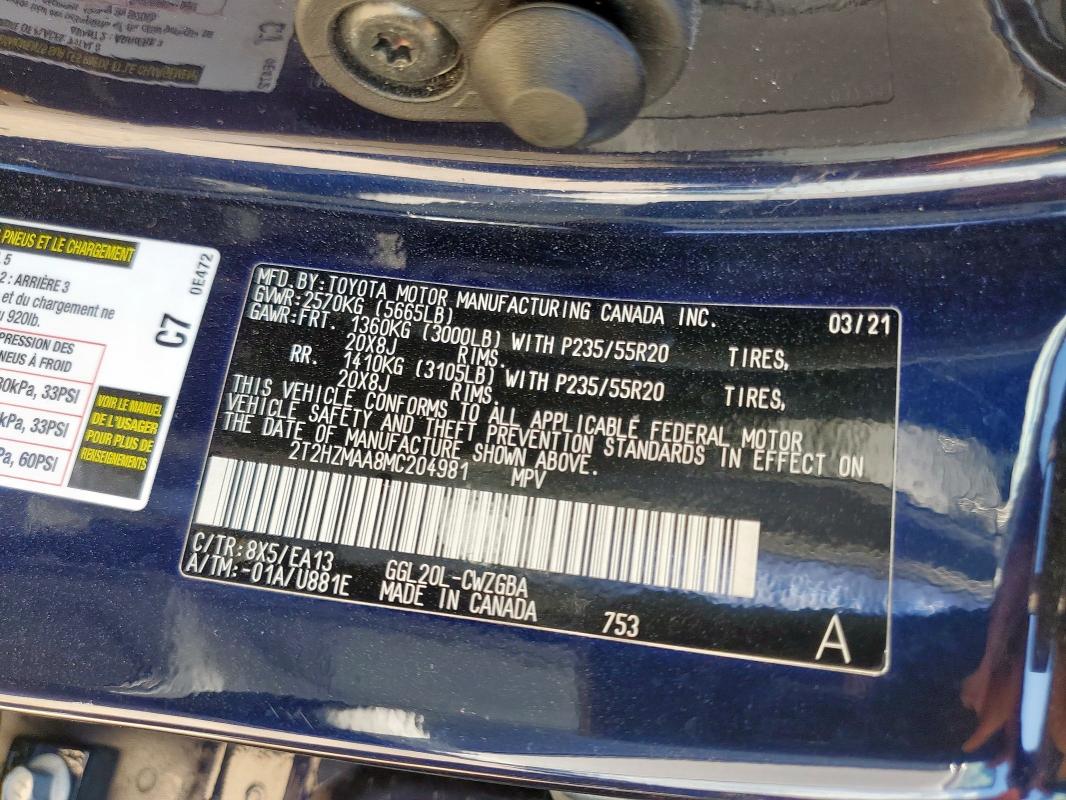 PNEUS ET LE CHARGEMENT
5
2 : ARRIÈRE 3
et du chargement ne
920lb.
PRESSION DES
PNEUS À FROID
kPa, 33PSI
kPa, 33PSI
60PSI
VOIR LE MANUEL
DE L'USAGER
POUR PLUS DE
RENSEIGNEMENTS
C7
0E472
MFD. BY: TOYOTA MOTOR MANUFACTURING CANADA INC. 03/21
GVWR: 2570KG (5665LB)
GAWR: FRT. 1360KG (3000LB) WITH P235/55R20 TIRES,
20X8J RIMS.
RR. 1410KG (3105LB) WITH P235/55R20 TIRES,
20X8J RIMS.
THIS VEHICLE CONFORMS TO ALL APPLICABLE FEDERAL MOTOR
VEHICLE SAFETY AND THEFT PREVENTION STANDARDS IN EFFECT ON
THE DATE OF MANUFACTURE SHOWN ABOVE.
2T2HZMAA8MC204981 MPV
C/TR: 8X5/EA13 GGL20L-CWZGBA
A/TM: -01A/U881E MADE IN CANADA 753 A